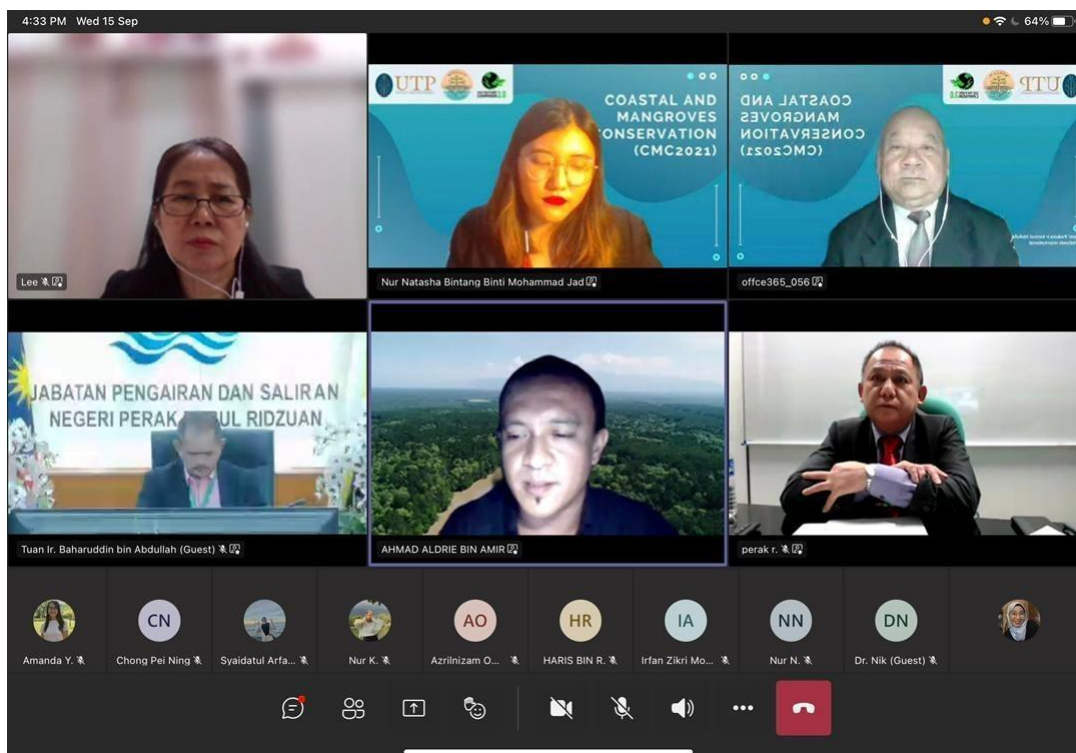 4:33 PM Wed 15 Sep
64%
UTP
COASTAL AND
MANGROVES
CONSERVATION
(CMC2021)
UTP
COASTAL AND
MANGROVES
CONSERVATION
(CMC2021)
Lee
Nur Natasha Bintang Binti Mohammad Jad
offce365_056
JABATAN PENGAIRAN DAN SALIRAN
NEGERI PERAK RIDZUAN
Tuan Ir. Baharuddin bin Abdullah (Guest)
AHMAD ALDRIE BIN AMIR
perak r.
CN
AO
HR
IA
NN
DN
Amanda Y.
Chong Pei Ning
Syaidatul Arfa...
Nur K.
Azrilnizam O...
HARIS BIN R.
Irfan Zikri Mo...
Nur N.
Dr. Nik (Guest)